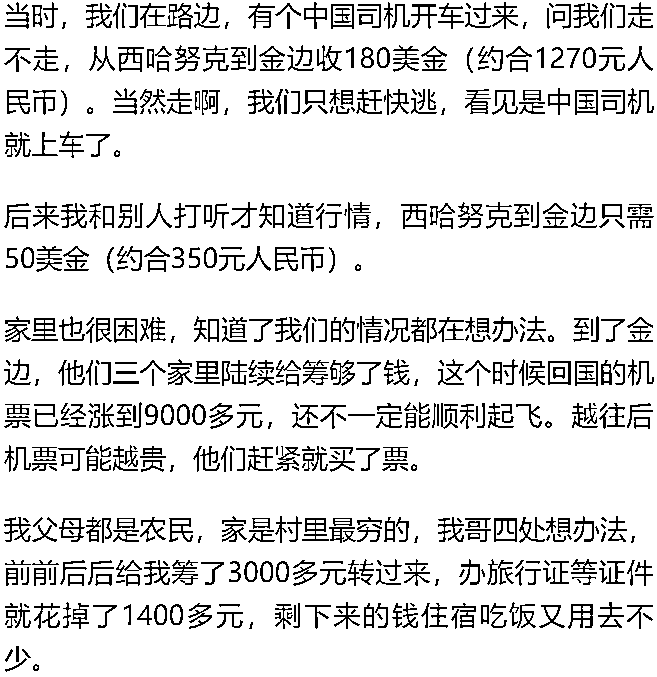 当时，我们在路边，有个中国司机开车过来，问我们走
不走，从西哈努克到金边收180美金（约合1270元人
民币）。当然走啊，我们只想赶快逃，看见是中国司机
就上车了。
后来我和别人打听才知道行情，西哈努克到金边只需
50美金（约合350元人民币）。
家里也很困难，知道了我们的情况都在想办法。到了金
边，他们三个家里陆续给筹够了钱，这个时候回国的机
票已经涨到9000多元，还不一定能顺利起飞。越往后
机票可能越贵，他们赶紧就买了票。
我父母都是农民，家是村里最穷的，我哥四处想办法，
前前后后给我筹了3000多元转过来，办旅行证等证件
就花掉了1400多元，剩下来的钱住宿吃饭又用去不
少。